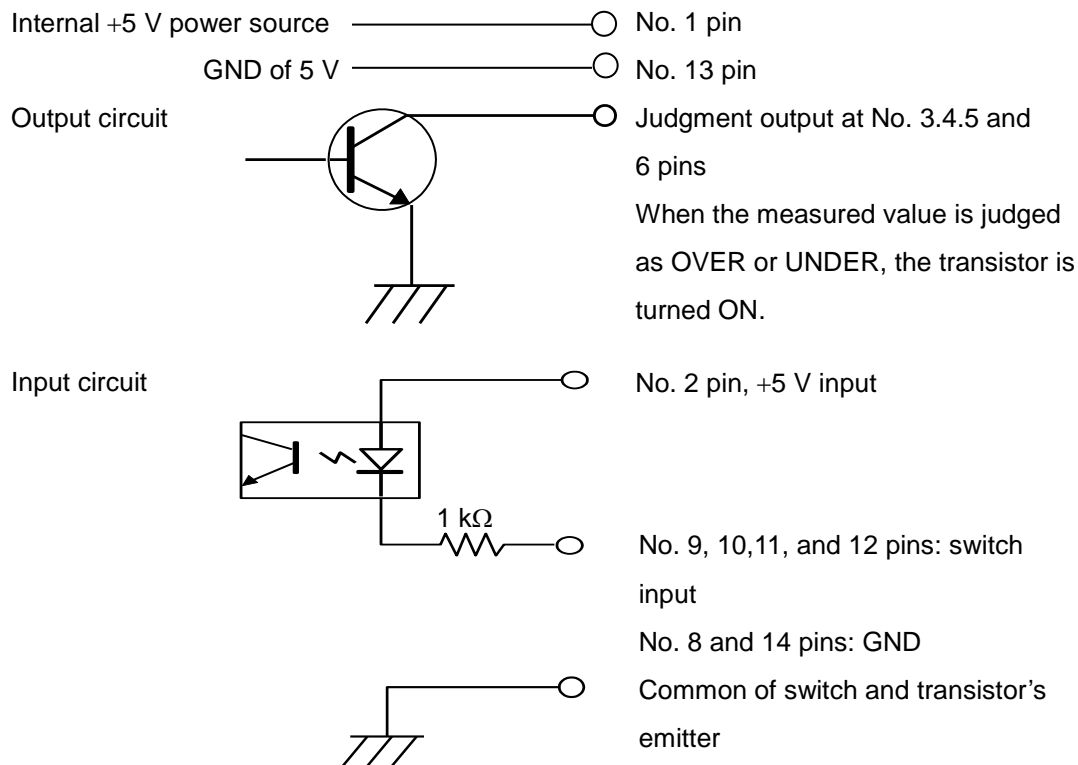 Internal +5 V power source
No. 1 pin
GND of 5 V
No. 13 pin
Output circuit
Judgment output at No. 3.4.5 and
6 pins
When the measured value is judged
as OVER or UNDER, the transistor is
turned ON.
Input circuit
No. 2 pin, +5 V input
1 kΩ
No. 9, 10,11, and 12 pins: switch
input
No. 8 and 14 pins: GND
Common of switch and transistor’s
emitter